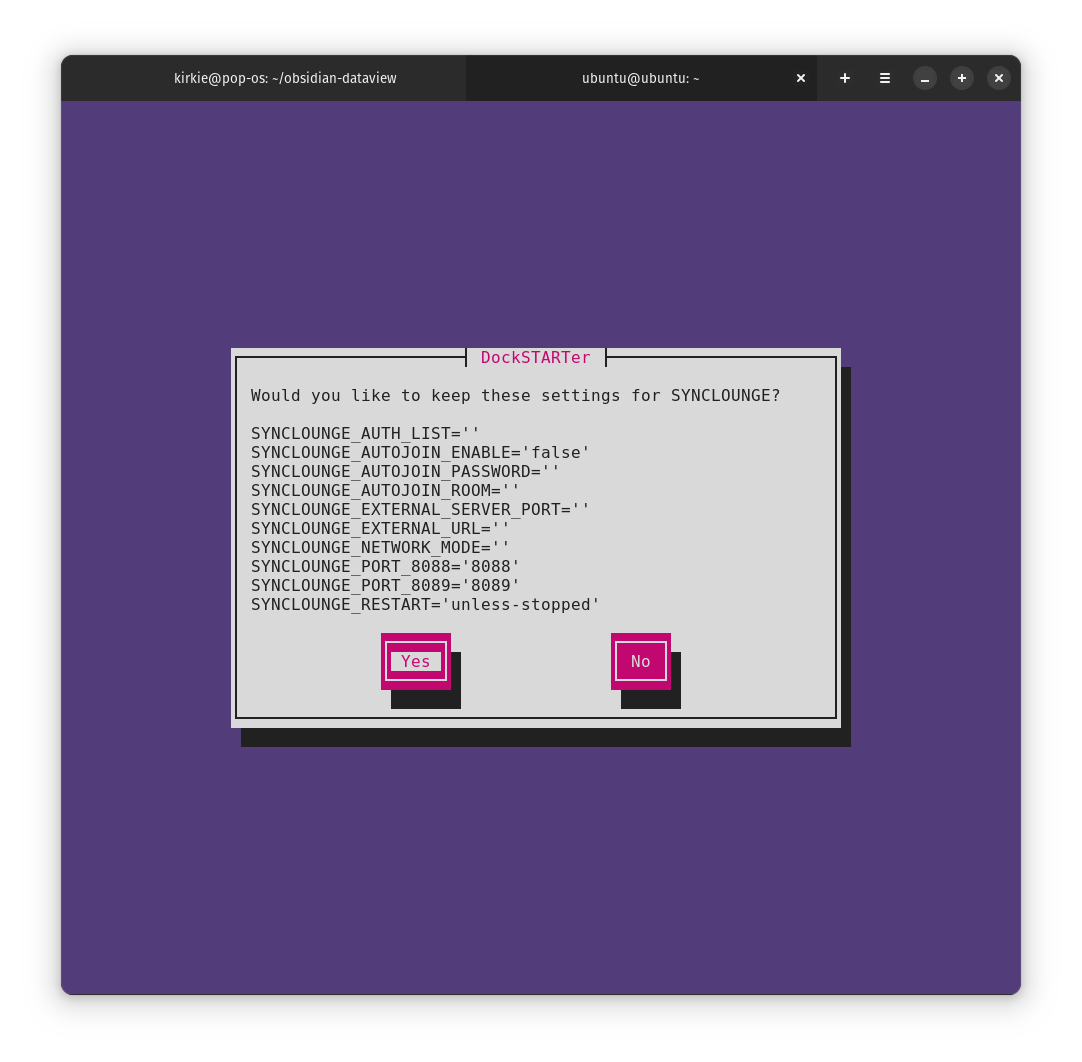 kirkie@pop-os: ~/obsidian-dataview
ubuntu@ubuntu: ~
DockSTARTer
Would you like to keep these settings for SYNCLOUNGE?
SYNCLOUNGE_AUTH_LIST=''
SYNCLOUNGE_AUTOJOIN_ENABLE='false'
SYNCLOUNGE_AUTOJOIN_PASSWORD=''
SYNCLOUNGE_AUTOJOIN_ROOM=''
SYNCLOUNGE_EXTERNAL_SERVER_PORT=''
SYNCLOUNGE_EXTERNAL_URL=''
SYNCLOUNGE_NETWORK_MODE=''
SYNCLOUNGE_PORT_8088='8088'
SYNCLOUNGE_PORT_8089='8089'
SYNCLOUNGE_RESTART='unless-stopped'
Yes No